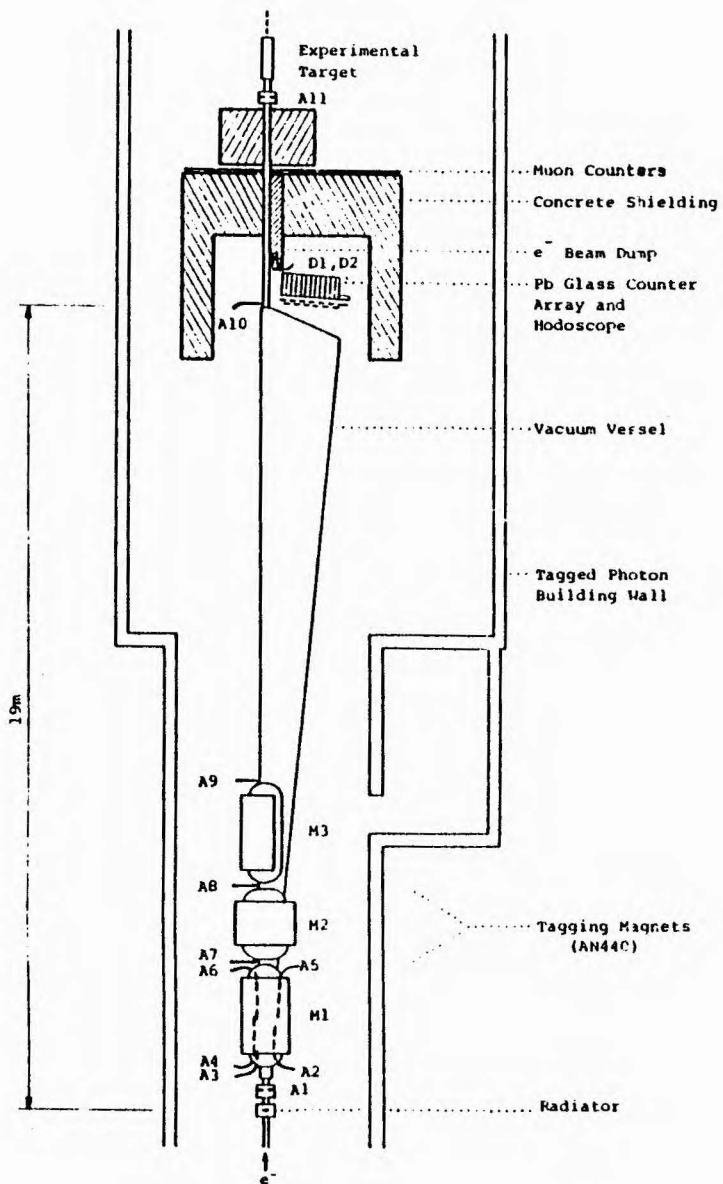 Experimental
Target
A11
Muon Counters
Concrete Shielding
e⁻ Beam Dump
D1,D2
Pb Glass Counter
Array and
Hodoscope
A10
Vacuum Vessel
Tagged Photon
Building Wall
19m
A9
M3
A8
M2
Tagging Magnets
(AN440)
A7
A6
A5
M1
A4
A3
A2
A1
Radiator
e⁻